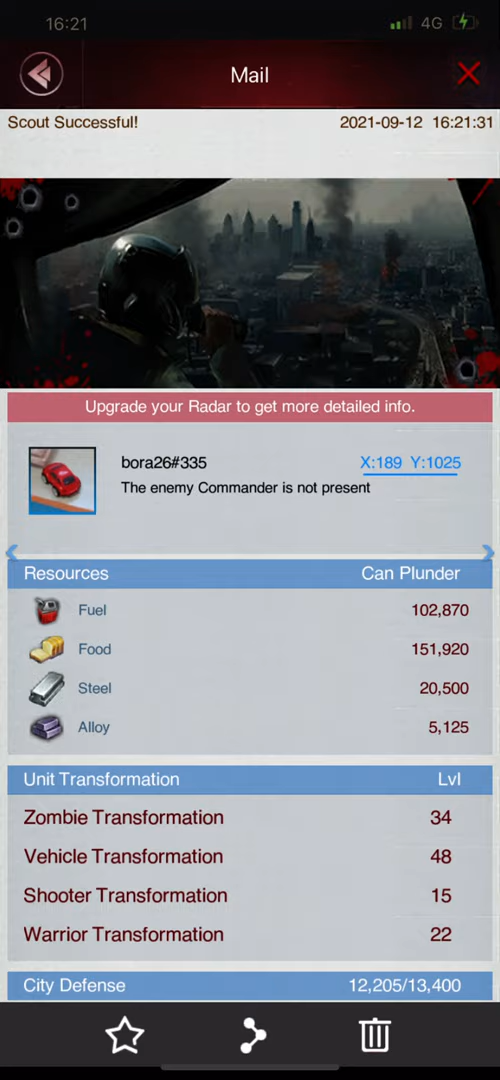 16:21 4G
Mail
Scout Successful! 2021-09-12 16:21:31
Upgrade your Radar to get more detailed info.
bora26#335 X:189 Y:1025
The enemy Commander is not present
Resources Can Plunder
Fuel 102,870
Food 151,920
Steel 20,500
Alloy 5,125
Unit Transformation Lvl
Zombie Transformation 34
Vehicle Transformation 48
Shooter Transformation 15
Warrior Transformation 22
City Defense 12,205/13,400